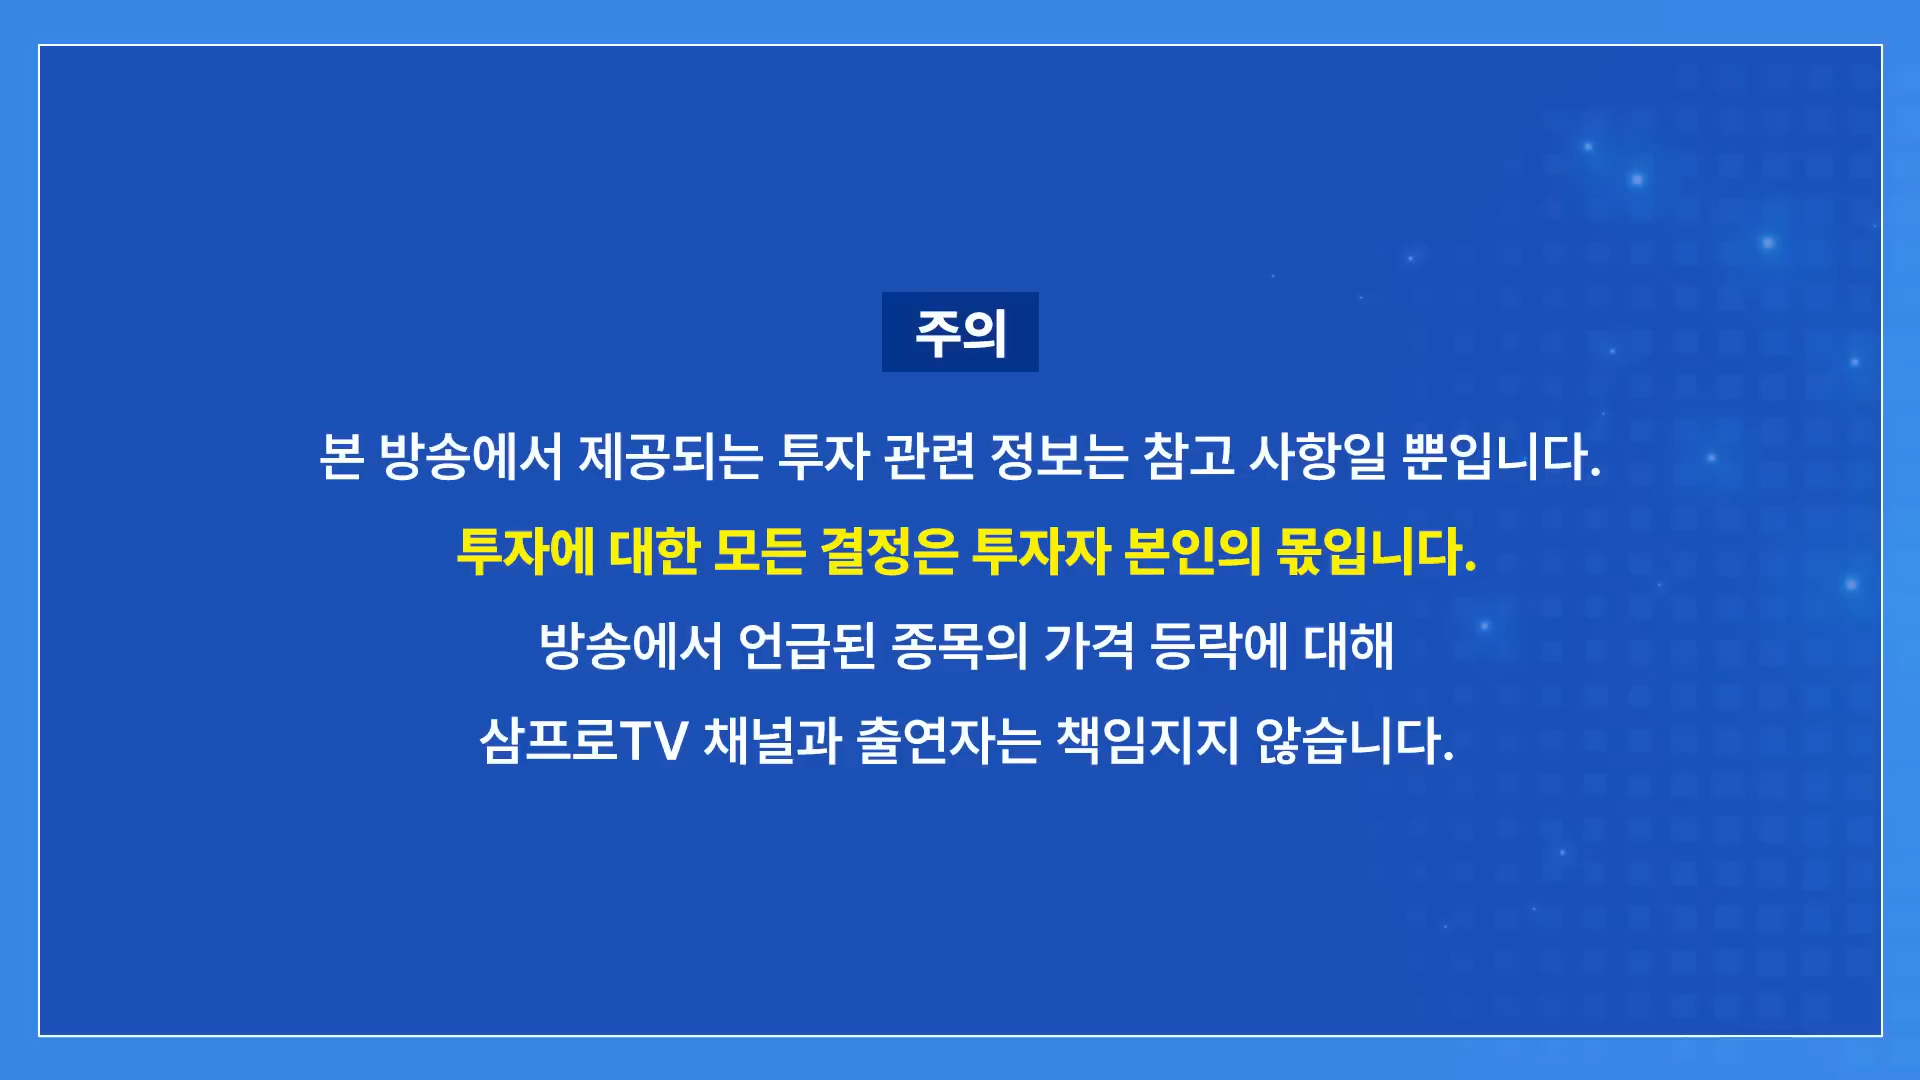 주의
본 방송에서 제공되는 투자 관련 정보는 참고 사항일 뿐입니다.
투자에 대한 모든 결정은 투자자 본인의 몫입니다.
방송에서 언급된 종목의 가격 등락에 대해
삼프로TV 채널과 출연자는 책임지지 않습니다.